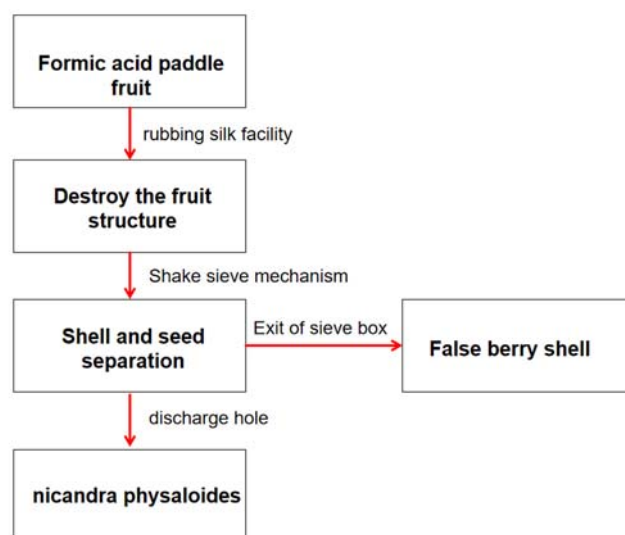 Formic acid paddle
fruit
rubbing silk facility
Destroy the fruit
structure
Shake sieve mechanism
Shell and seed
separation
Exit of sieve box
False berry shell
discharge hole
nicandra physaloides